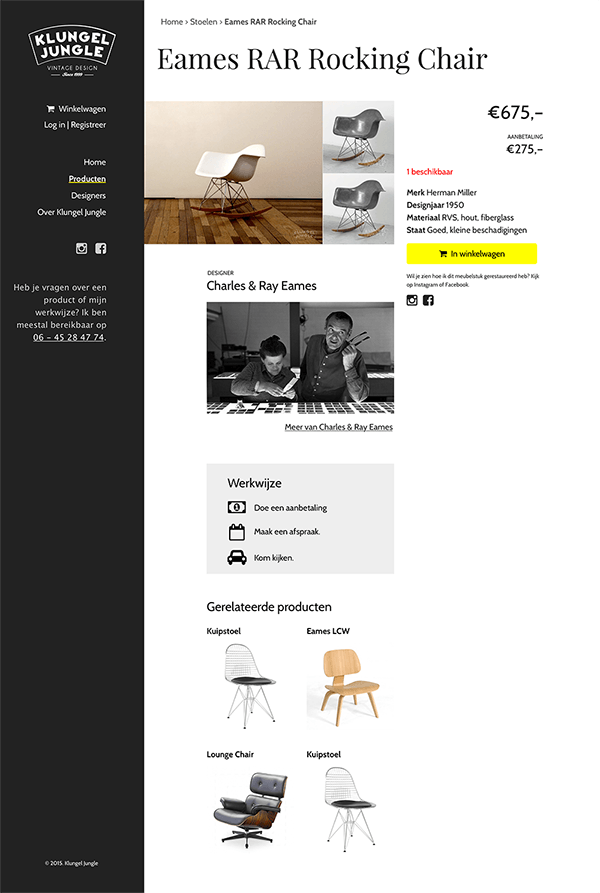 KLUNGEL
JUNGLE
VINTAGE DESIGN
Since 1999
Winkelwagen
Log in | Registreer
Home
Producten
Designers
Over Klungel Jungle
Heb je vragen over een
product of mijn
werkwijze? Ik ben
meestal bereikbaar op
06 – 45 28 47 74.
© 2015. Klungel Jungle
Home › Stoelen › Eames RAR Rocking Chair
Eames RAR Rocking Chair
€675,–
AANBETALING
€275,–
1 beschikbaar
Merk Herman Miller
Designjaar 1950
Materiaal RVS, hout, fiberglass
Staat Goed, kleine beschadigingen
In winkelwagen
Wil je zien hoe ik dit meubelstuk gerestaureerd heb? Kijk
op Instagram of Facebook.
DESIGNER
Charles & Ray Eames
Meer van Charles & Ray Eames
Werkwijze
Doe een aanbetaling
Maak een afspraak.
Kom kijken.
Gerelateerde producten
Kuipstoel
Eames LCW
Lounge Chair
Kuipstoel